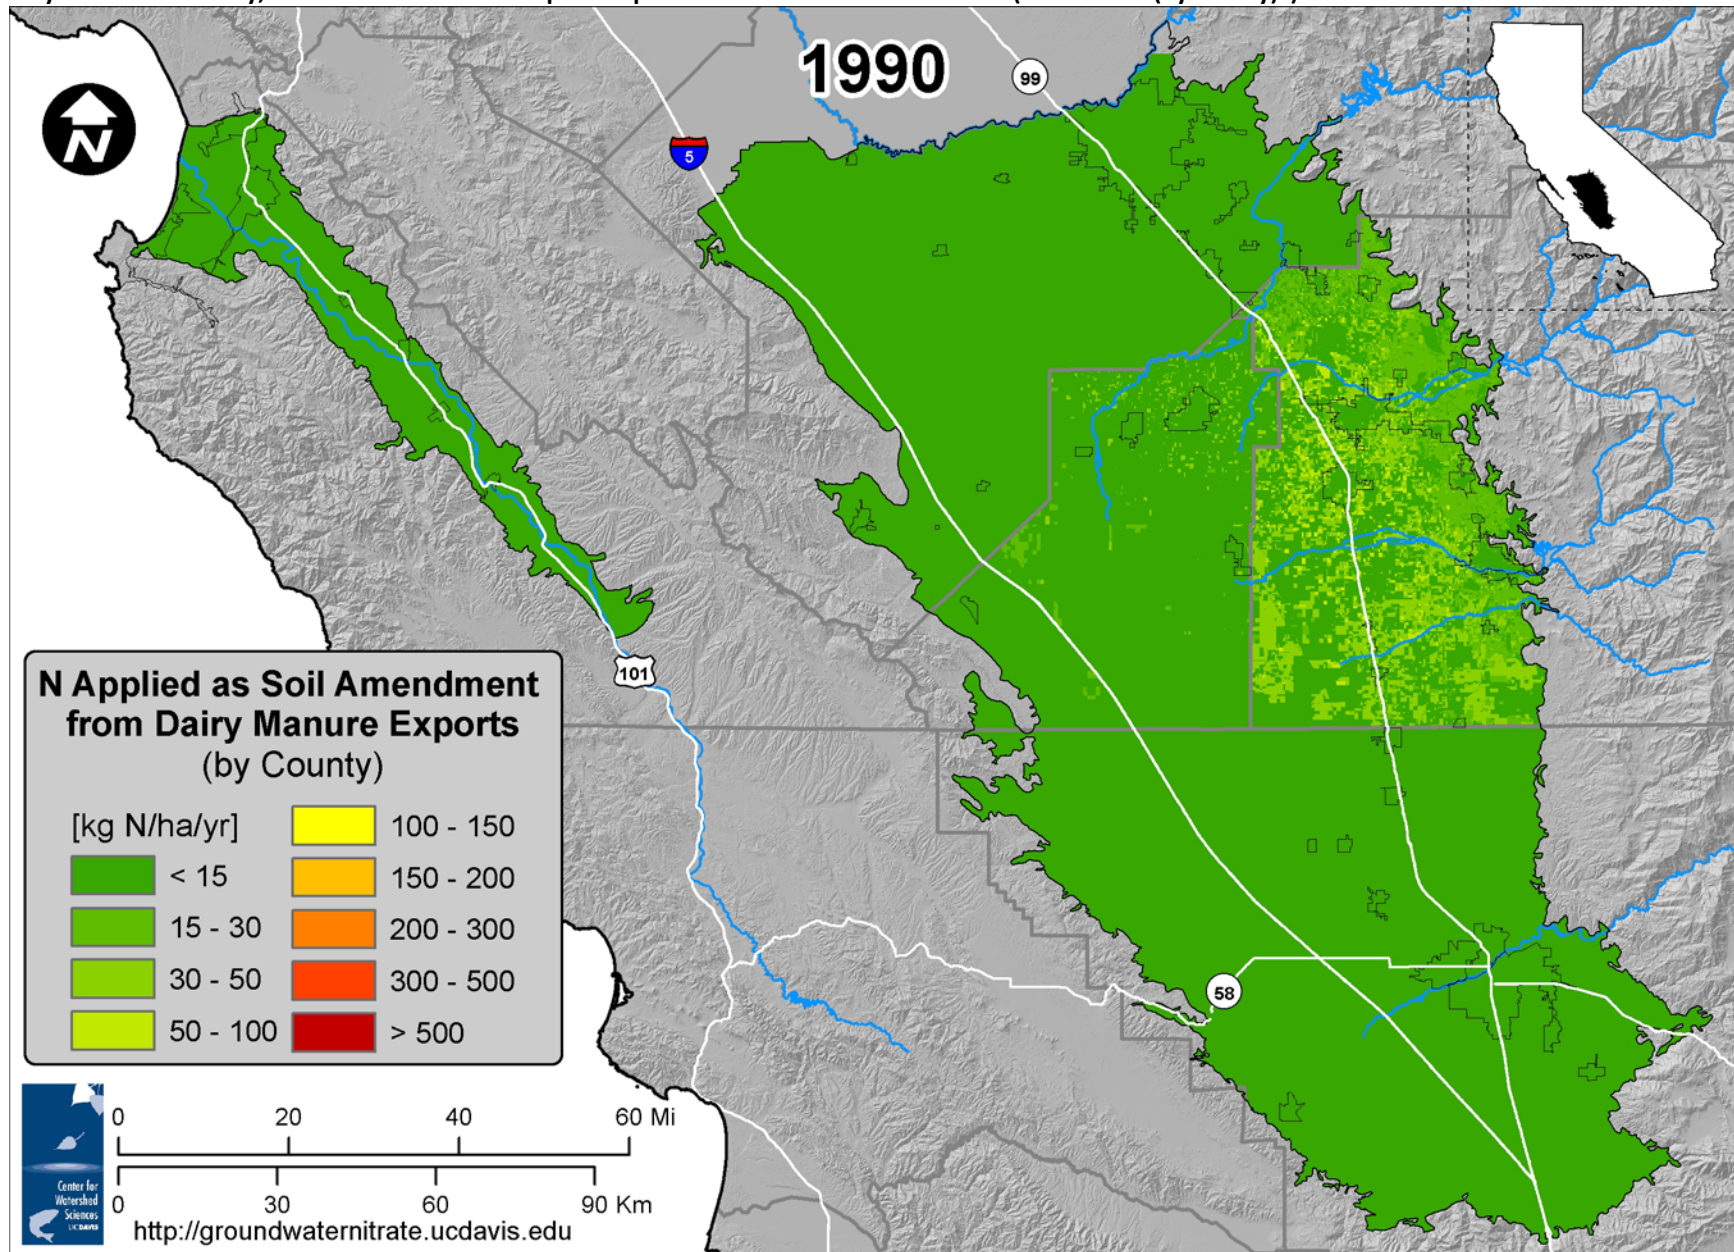 1990
99
5
101
58
N
N Applied as Soil Amendment
from Dairy Manure Exports
(by County)
[kg N/ha/yr]
< 15
15 - 30
30 - 50
50 - 100
100 - 150
150 - 200
200 - 300
300 - 500
> 500
0 20 40 60 Mi
0 30 60 90 Km
Center for
Watershed
Sciences
UC DAVIS
http://groundwaternitrate.ucdavis.edu